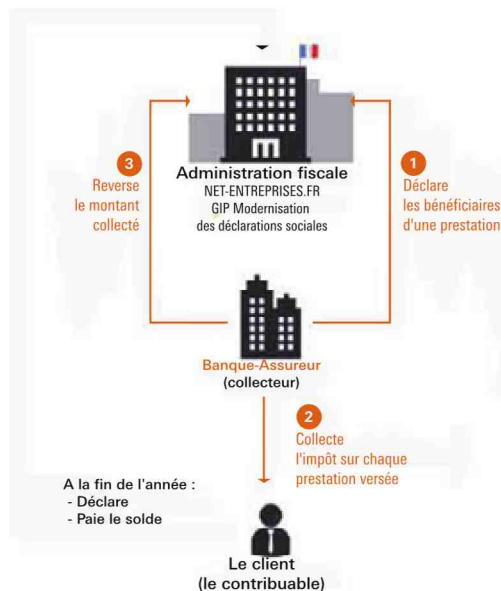 Administration fiscale
NET-ENTREPRISES.FR
GIP Modernisation
des déclarations sociales
3
Reverse
le montant
collecté
1
Déclare
les bénéficiaires
d'une prestation
Banque-Assureur
(collecteur)
2
Collecte
l'impôt sur chaque
prestation versée
A la fin de l'année :
- Déclare
- Paie le solde
Le client
(le contribuable)